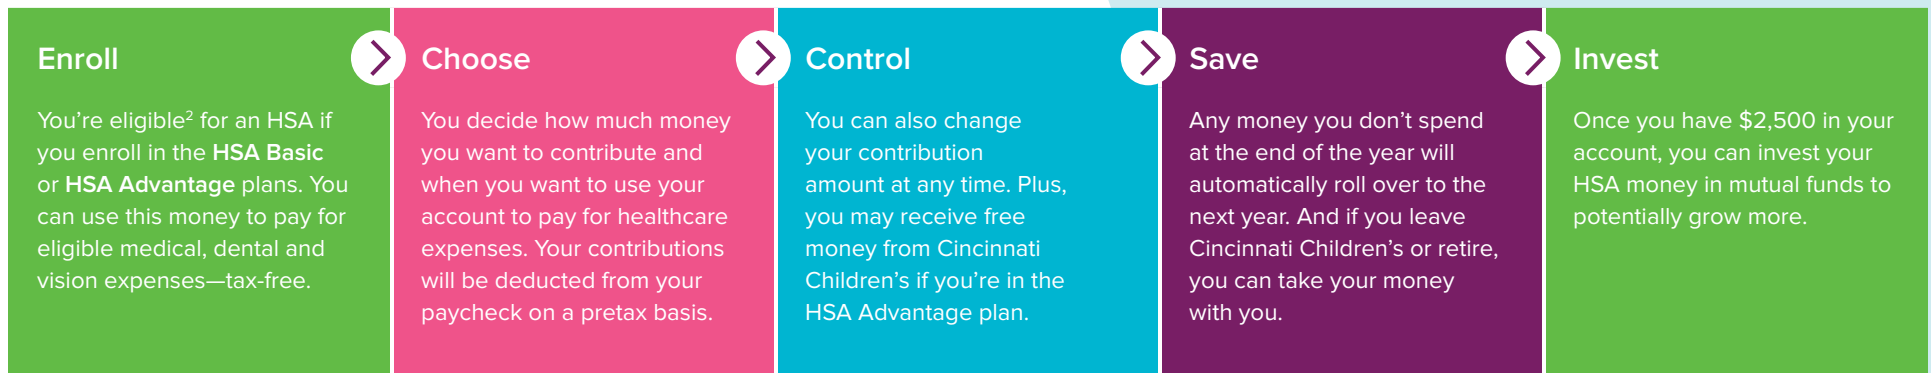 Enroll
You're eligible² for an HSA if
you enroll in the HSA Basic
or HSA Advantage plans. You
can use this money to pay for
eligible medical, dental and
vision expenses—tax-free.
Choose
You decide how much money
you want to contribute and
when you want to use your
account to pay for healthcare
expenses. Your contributions
will be deducted from your
paycheck on a pretax basis.
Control
You can also change
your contribution
amount at any time. Plus,
you may receive free
money from Cincinnati
Children's if you're in the
HSA Advantage plan.
Save
Any money you don't spend
at the end of the year will
automatically roll over to the
next year. And if you leave
Cincinnati Children's or retire,
you can take your money
with you.
Invest
Once you have $2,500 in your
account, you can invest your
HSA money in mutual funds to
potentially grow more.